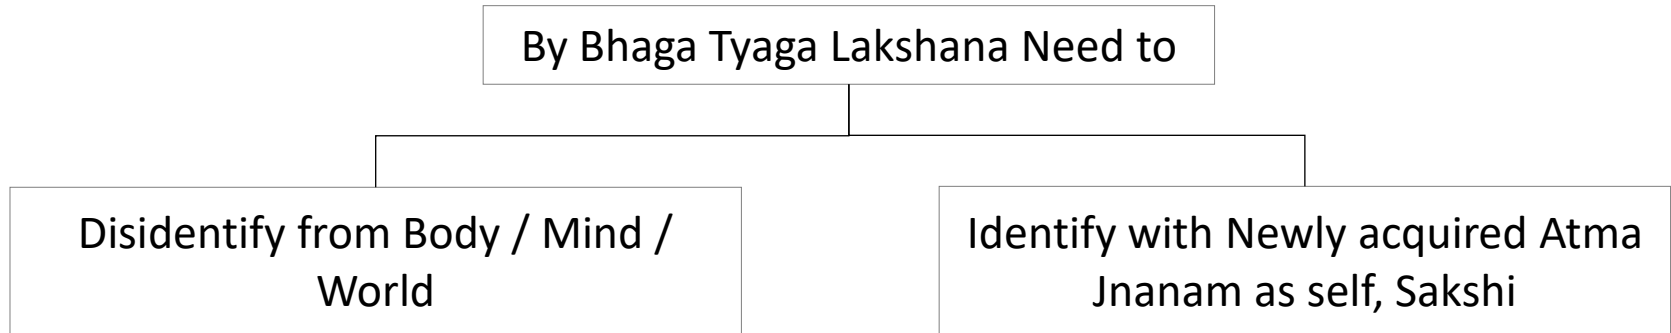 By Bhaga Tyaga Lakshana Need to
Disidentify from Body / Mind /
World
Identify with Newly acquired Atma
Jnanam as self, Sakshi